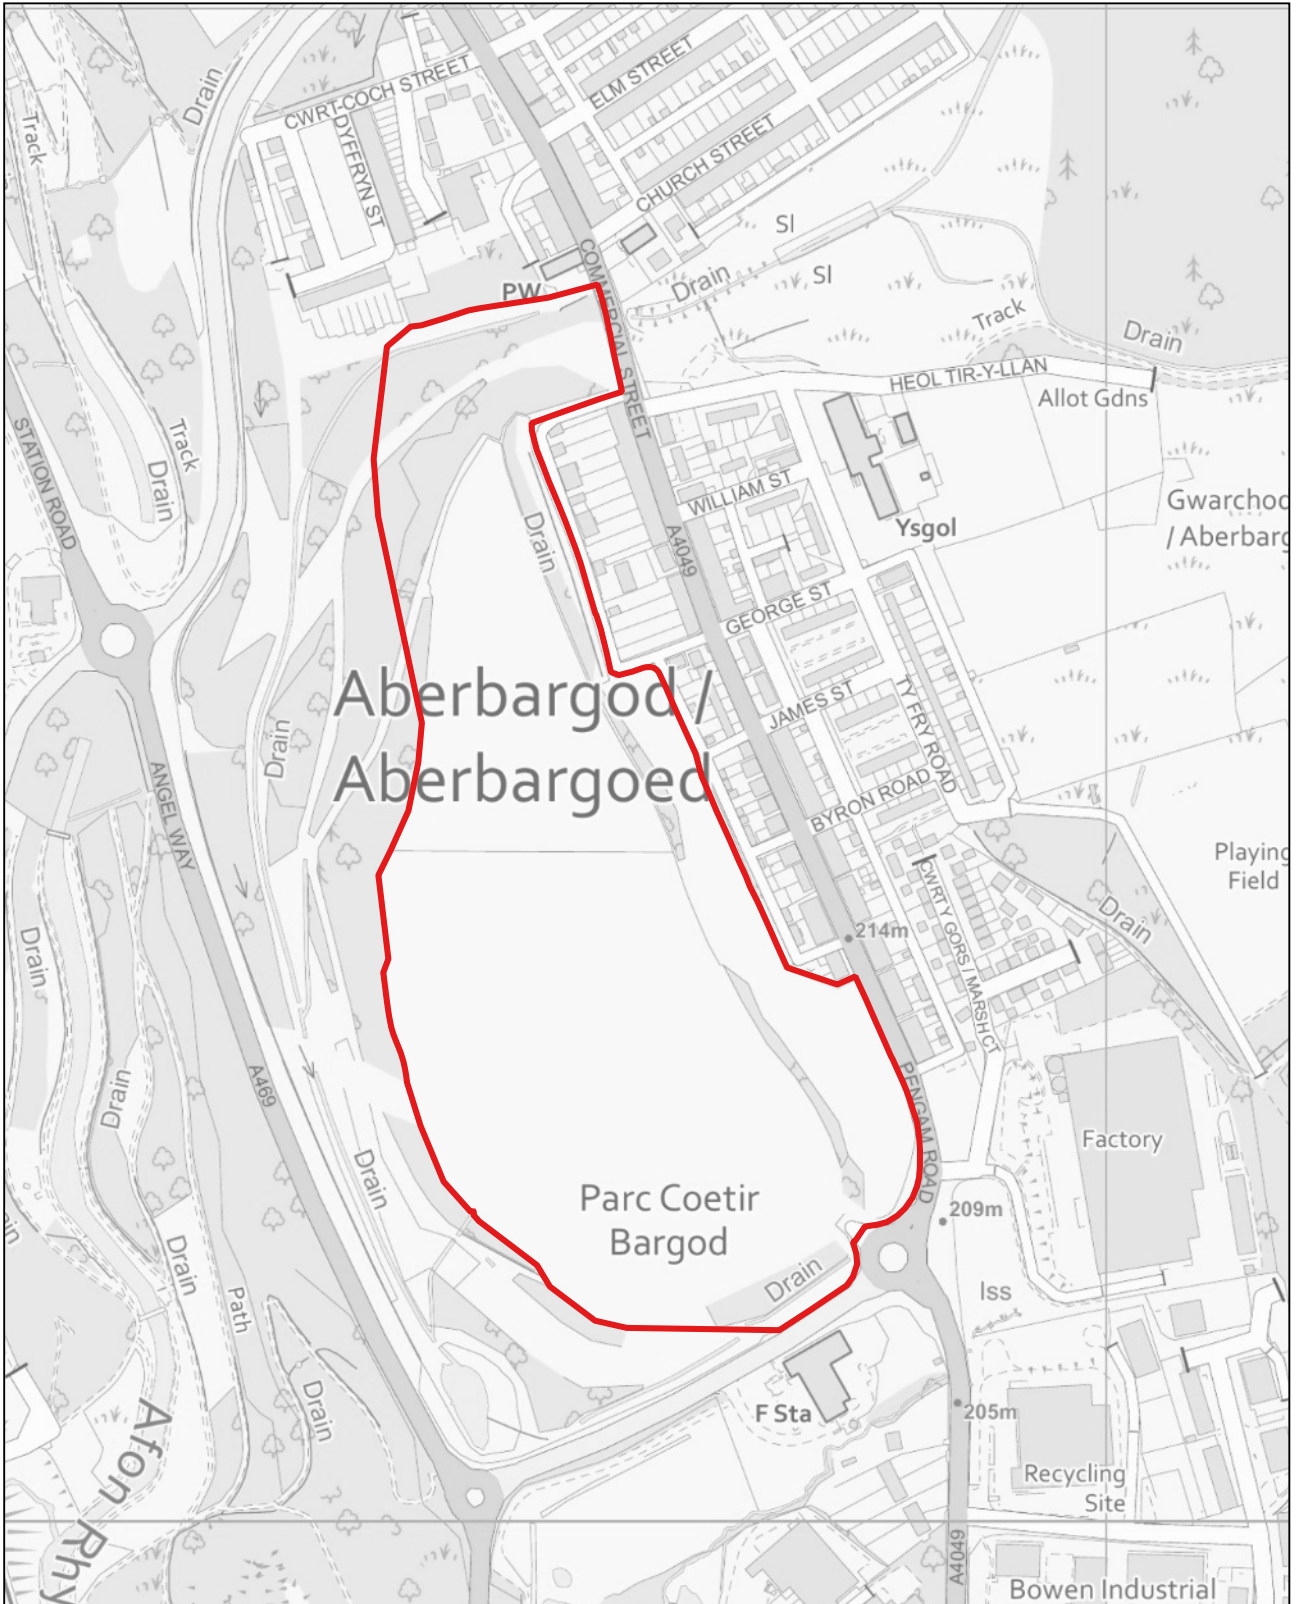 Drain
Track
CWRT-COCH STREET
DYFFRYN ST
ELM STREET
CHURCH STREET
Sl
Sl
Drain
PW
COMMERCIAL STREET
Track
Drain
HEOL TIR-Y-LLAN
Allot Gdns
STATION ROAD
Track
Drain
Drain
WILLIAM ST
A4049
Ysgol
Gwarchod
/ Aberbarg
GEORGE ST
Aberbargod /
Aberbargoed
JAMES ST
TY FRY ROAD
Drain
ANGEL WAY
BYRON ROAD
Playing
Field
CWRT Y GORS / MARSH CT
Drain
214m
Drain
A469
Drain
PENGAM ROAD
Factory
Drain
Parc Coetir
Bargod
209m
Drain
Path
Drain
Iss
Drain
F Sta
205m
Afon Rhy
Recycling
Site
A4049
Bowen Industrial